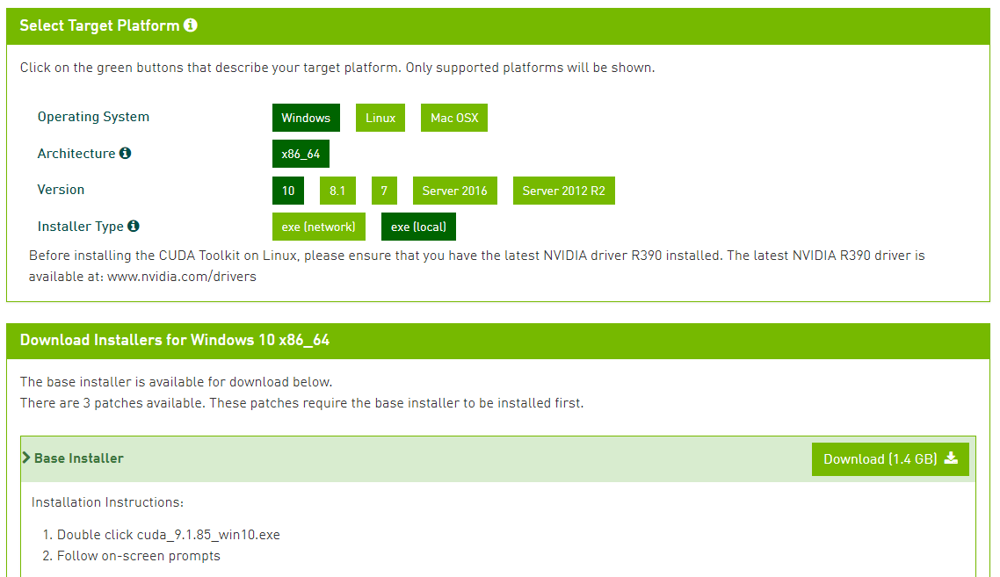 Select Target Platform
Click on the green buttons that describe your target platform. Only supported platforms will be shown.
Operating System Windows Linux Mac OSX
Architecture x86_64
Version 10 8.1 7 Server 2016 Server 2012 R2
Installer Type exe (network) exe (local)
Before installing the CUDA Toolkit on Linux, please ensure that you have the latest NVIDIA driver R390 installed. The latest NVIDIA R390 driver is
available at: www.nvidia.com/drivers
Download Installers for Windows 10 x86_64
The base installer is available for download below.
There are 3 patches available. These patches require the base installer to be installed first.
Base Installer Download (1.4 GB)
Installation Instructions:
1. Double click cuda_9.1.85_win10.exe
2. Follow on-screen prompts